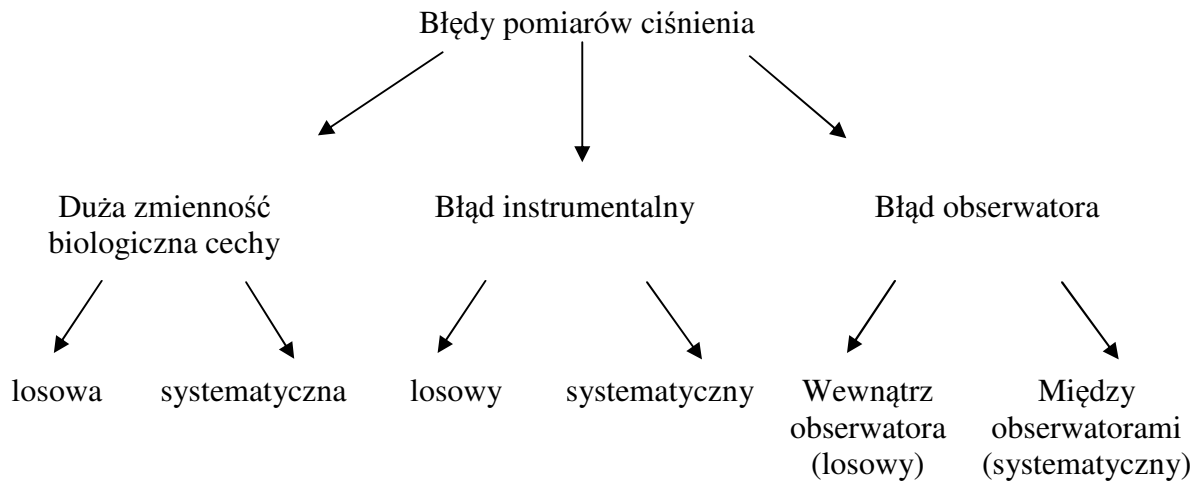 Błędy pomiarów ciśnienia
Duża zmienność
biologiczna cechy
Błąd instrumentalny
Błąd obserwatora
losowa
systematyczna
losowy
systematyczny
Wewnątrz
obserwatora
(losowy)
Między
obserwatorami
(systematyczny)